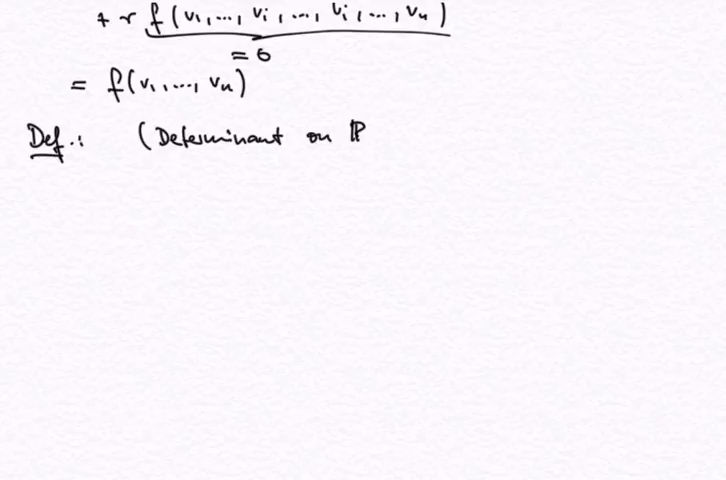 + r f(v₁, ..., vᵢ, ..., vᵢ, ..., vₙ)
= 0
= f(v₁, ..., vₙ)
Def.: (Determinant on ℝ